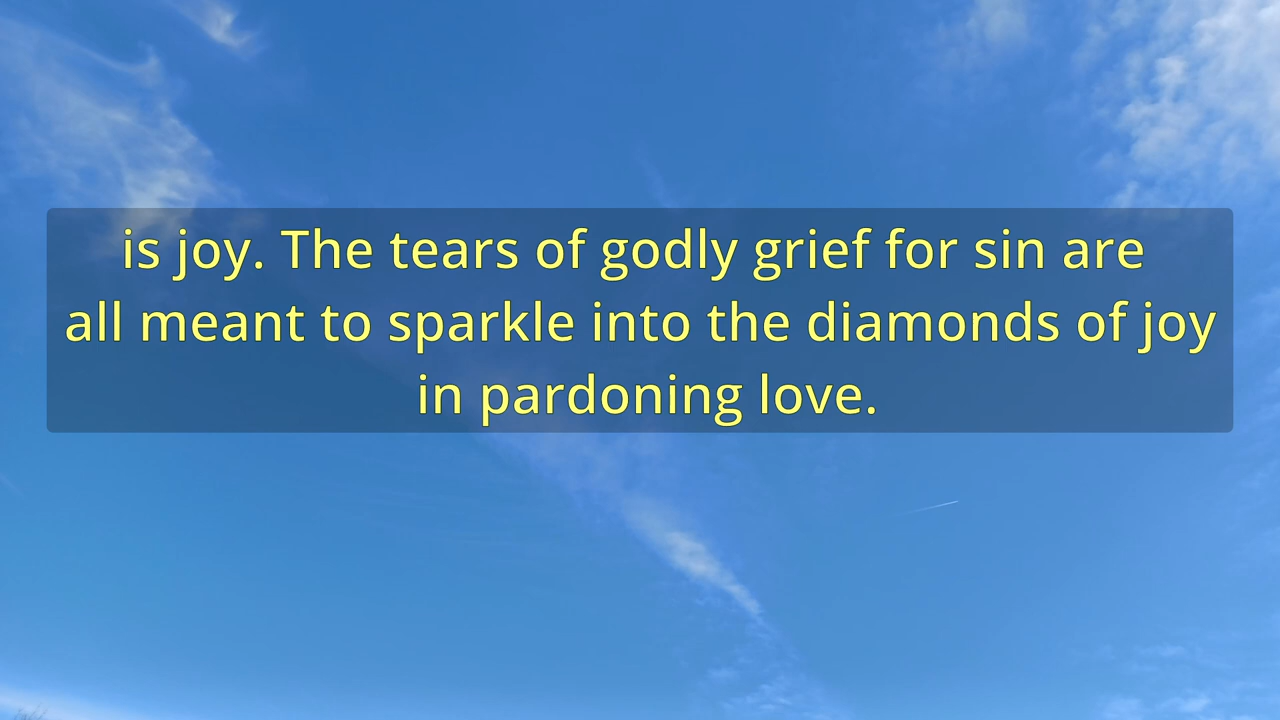 is joy. The tears of godly grief for sin are
all meant to sparkle into the diamonds of joy
in pardoning love.